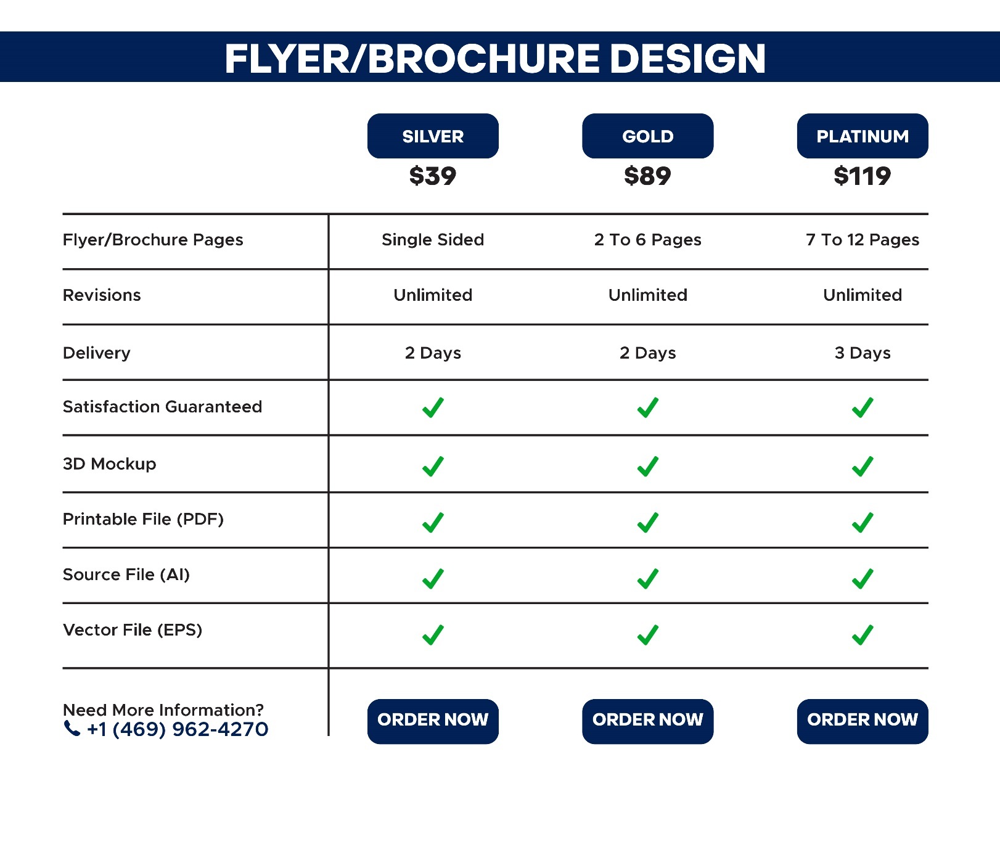 FLYER/BROCHURE DESIGN
SILVER GOLD PLATINUM
$39 $89 $119
Flyer/Brochure Pages Single Sided 2 To 6 Pages 7 To 12 Pages
Revisions Unlimited Unlimited Unlimited
Delivery 2 Days 2 Days 3 Days
Satisfaction Guaranteed
3D Mockup
Printable File (PDF)
Source File (AI)
Vector File (EPS)
Need More Information?
+1 (469) 962-4270
ORDER NOW ORDER NOW ORDER NOW